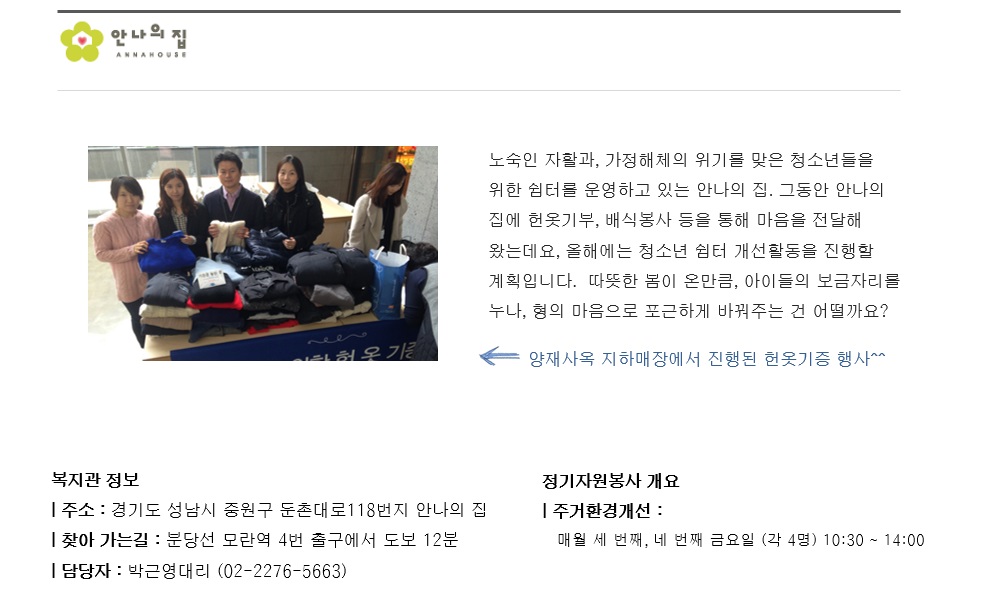 안나의 집
ANNAHOUSE
노숙인 자활과, 가정해체의 위기를 맞은 청소년들을
위한 쉼터를 운영하고 있는 안나의 집. 그동안 안나의
집에 헌옷기부, 배식봉사 등을 통해 마음을 전달해
왔는데요, 올해에는 청소년 쉼터 개선활동을 진행할
계획입니다.  따뜻한 봄이 온만큼, 아이들의 보금자리를
누나, 형의 마음으로 포근하게 바꿔주는 건 어떨까요?
헌 옷 기증
양재사옥 지하매장에서 진행된 헌옷기증 행사^^
복지관 정보
l 주소 : 경기도 성남시 중원구 둔촌대로118번지 안나의 집
l 찾아 가는길 : 분당선 모란역 4번 출구에서 도보 12분
l 담당자 : 박근영대리 (02-2276-5663)
정기자원봉사 개요
l 주거환경개선 :
매월 세 번째, 네 번째 금요일 (각 4명) 10:30 ~ 14:00